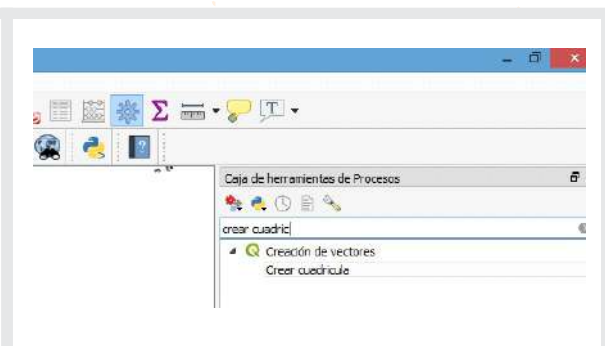 Caja de herramientas de Procesos
crear cuadric
Creación de vectores
Crear cuadrícula